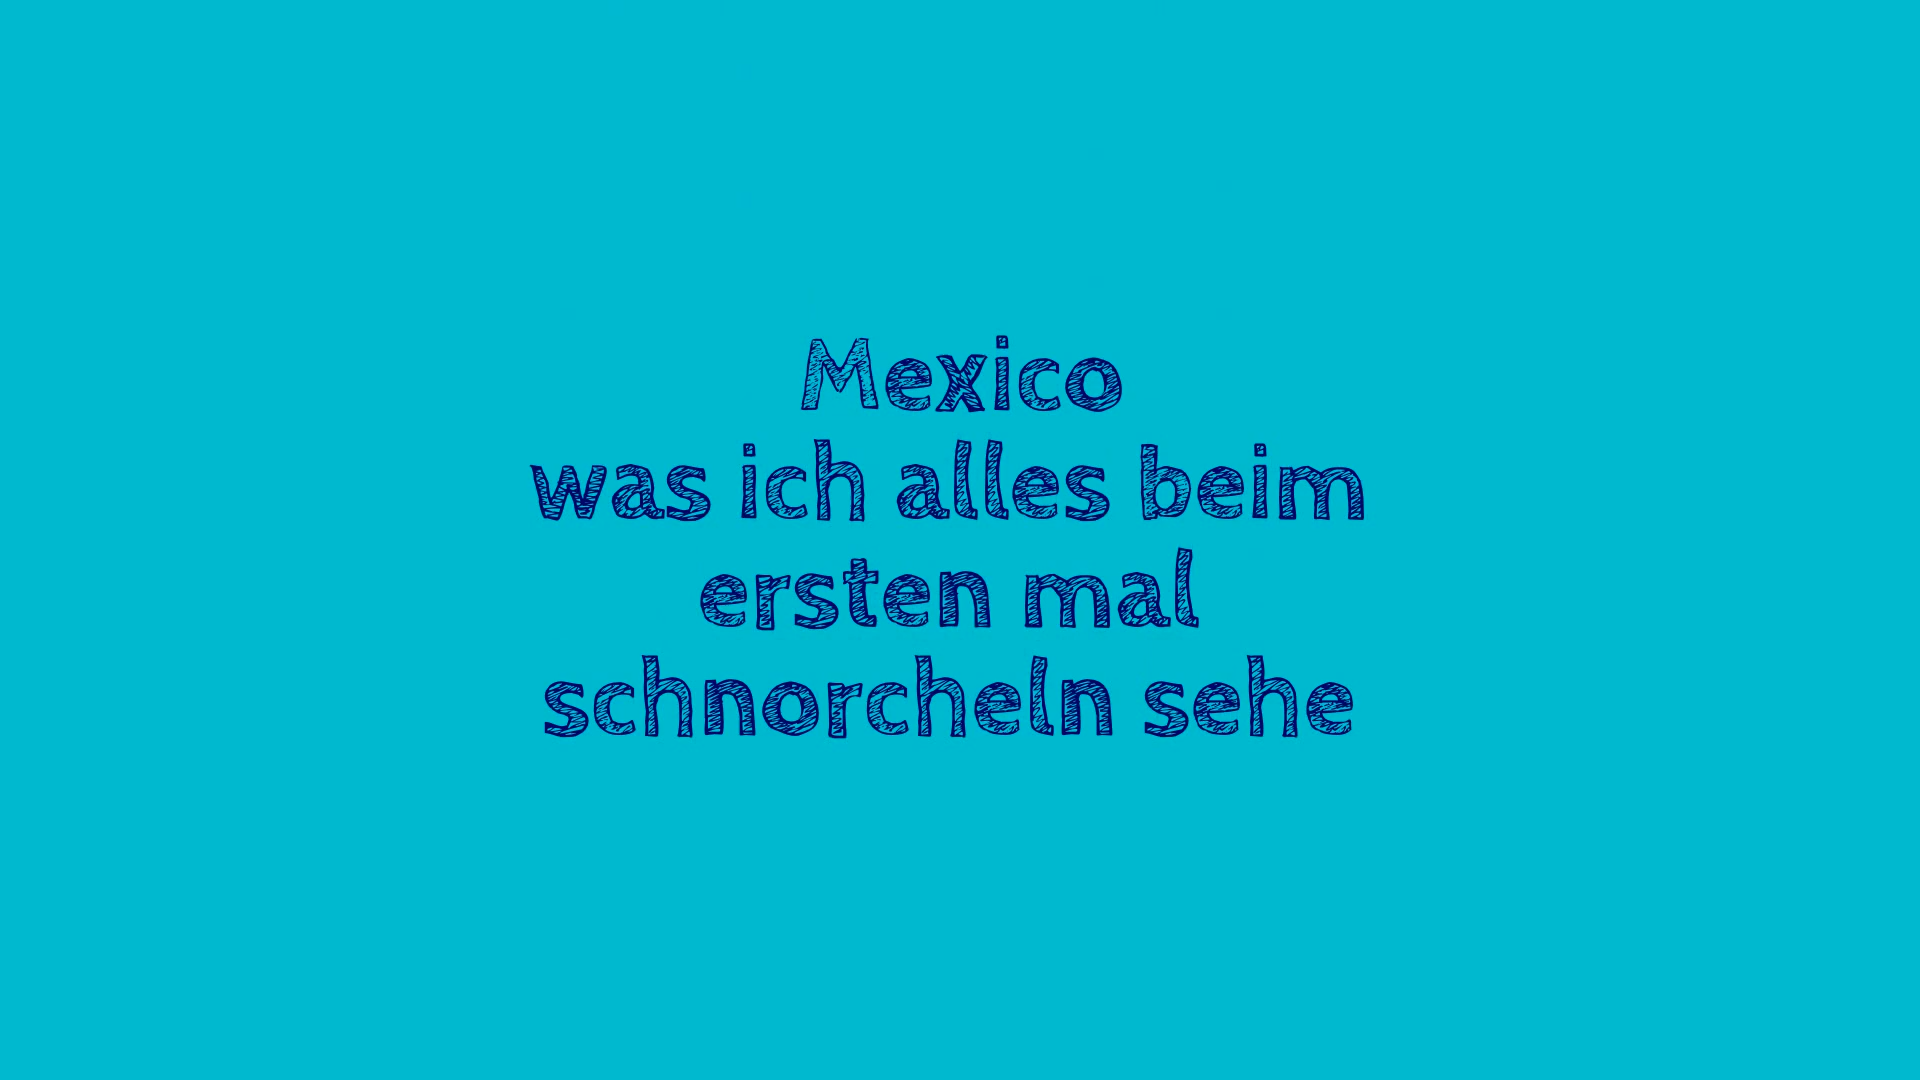 Mexico
was ich alles beim
ersten mal
schnorcheln sehe